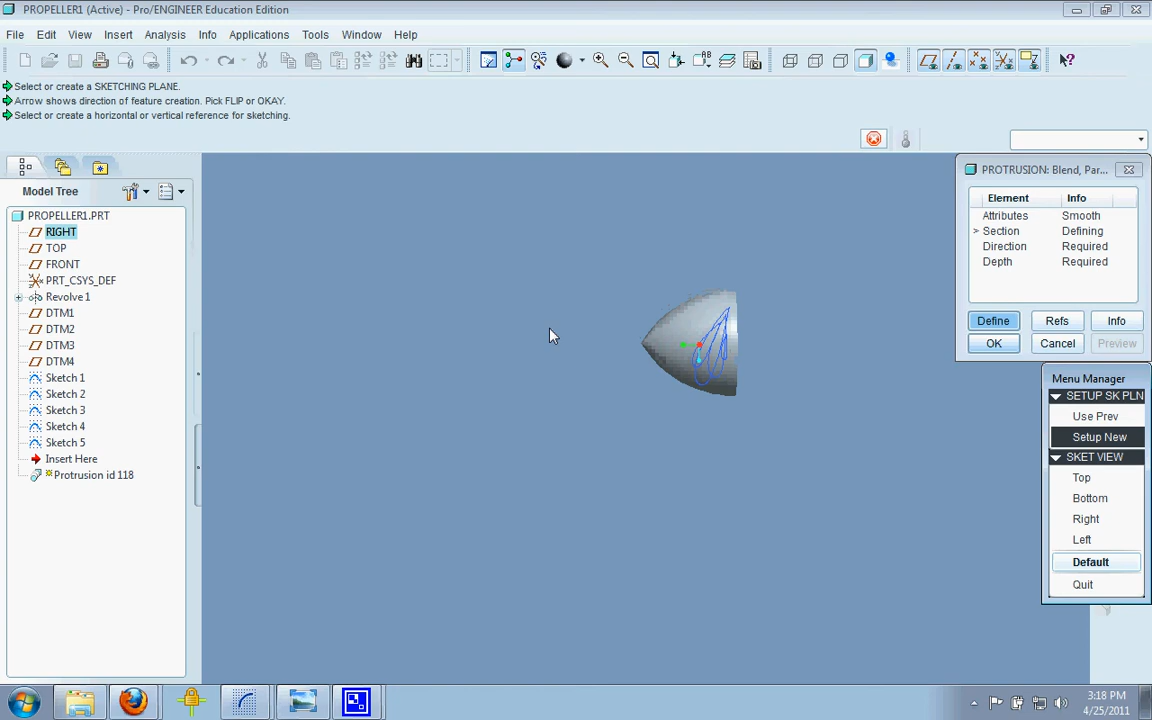 PROPELLER1 (Active) - Pro/ENGINEER Education Edition
File Edit View Insert Analysis Info Applications Tools Window Help
Select or create a SKETCHING PLANE.
Arrow shows direction of feature creation. Pick FLIP or OKAY.
Select or create a horizontal or vertical reference for sketching.
Model Tree
PROPELLER1.PRT
RIGHT
TOP
FRONT
PRT_CSYS_DEF
Revolve 1
DTM1
DTM2
DTM3
DTM4
Sketch 1
Sketch 2
Sketch 3
Sketch 4
Sketch 5
Insert Here
Protrusion id 118
PROTRUSION: Blend, Par...
Element Info
Attributes Smooth
> Section Defining
Direction Required
Depth Required
Define Refs Info
OK Cancel Preview
Menu Manager
SETUP SK PLN
Use Prev
Setup New
SKET VIEW
Top
Bottom
Right
Left
Default
Quit
3:18 PM
4/25/2011